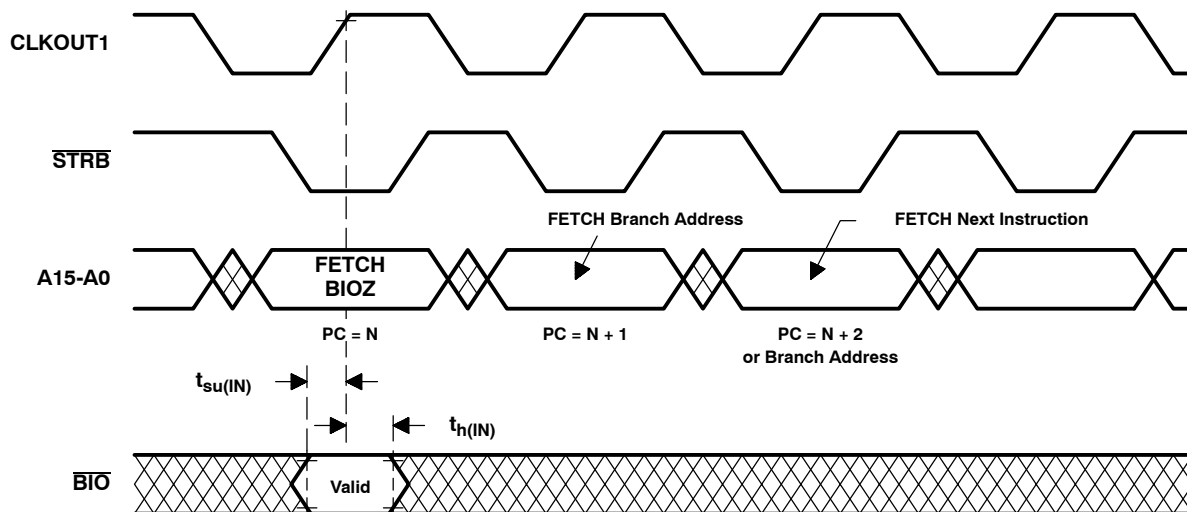 CLKOUT1
STRB
FETCH Branch Address
FETCH Next Instruction
A15-A0
FETCH
BIOZ
PC = N
PC = N + 1
PC = N + 2
or Branch Address
tsu(IN)
th(IN)
BIO
Valid